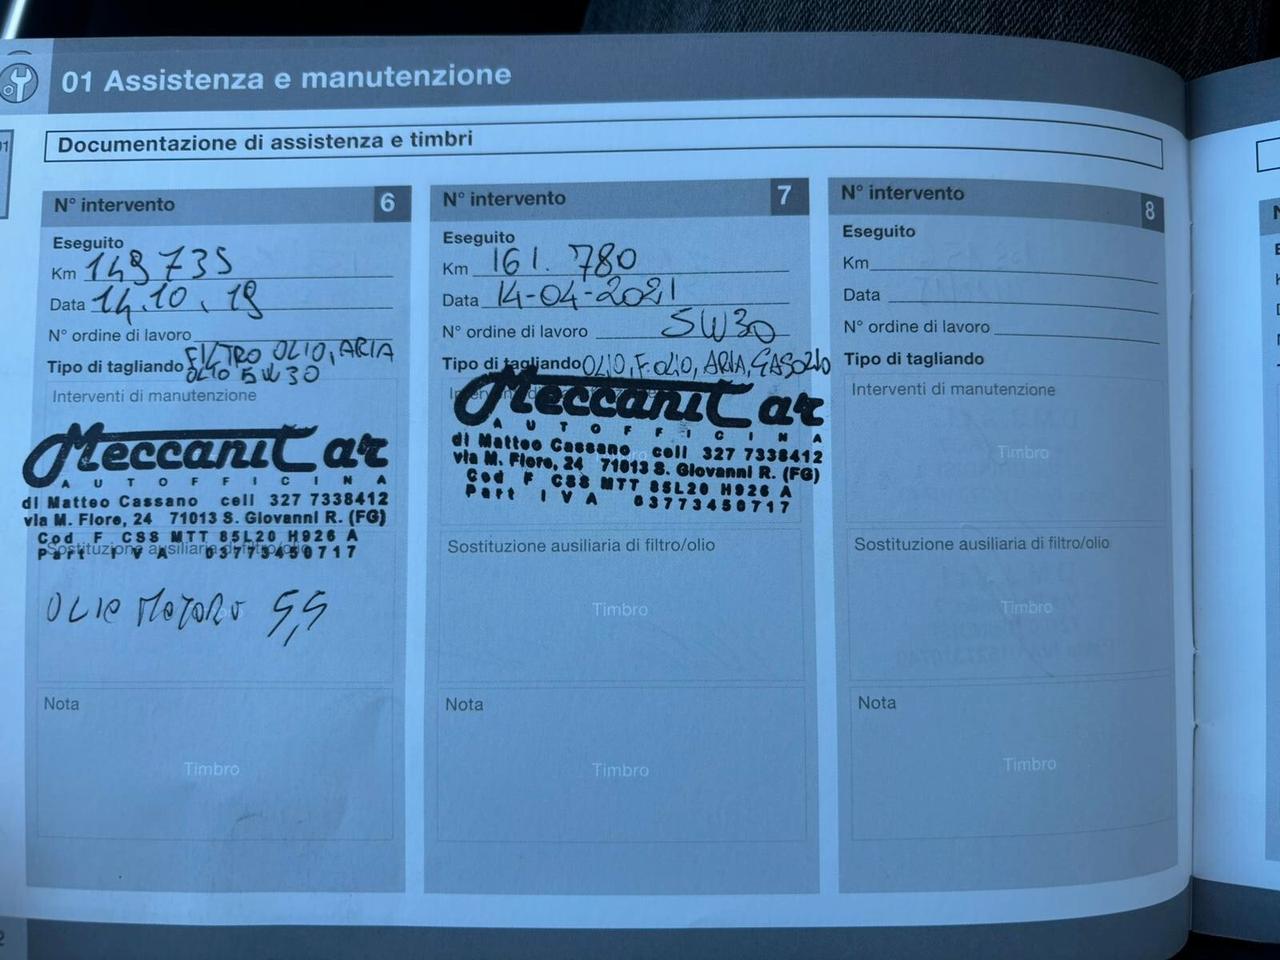 01 Assistenza e manutenzione
Documentazione di assistenza e timbri
N° intervento 6
Eseguito
Km 149735
Data 14.10.19
N° ordine di lavoro
Tipo di tagliando FILTRO OLIO, ARIA
OLIO 5W30
Interventi di manutenzione
MeccaniCar
AUTOFFICINA
di Matteo Cassano cell 327 7338412
via M. Fiore, 24 71013 S. Giovanni R. (FG)
Cod F CSS MTT 85L20 H926 A
Part IVA 03773450717
Sostituzione ausiliaria di filtro/olio
OLIO MOTORE 5,5
Nota
Timbro
N° intervento 7
Eseguito
Km 161.780
Data 14-04-2021
N° ordine di lavoro 5W30
Tipo di tagliando OLIO, F.OLIO, ARIA, GASOLIO
MeccaniCar
AUTOFFICINA
di Matteo Cassano cell 327 7338412
via M. Fiore, 24 71013 S. Giovanni R. (FG)
Cod F CSS MTT 85L20 H926 A
Part IVA 03773450717
Sostituzione ausiliaria di filtro/olio
Timbro
Nota
Timbro
N° intervento 8
Eseguito
Km
Data
N° ordine di lavoro
Tipo di tagliando
Interventi di manutenzione
Timbro
Sostituzione ausiliaria di filtro/olio
Timbro
Nota
Timbro